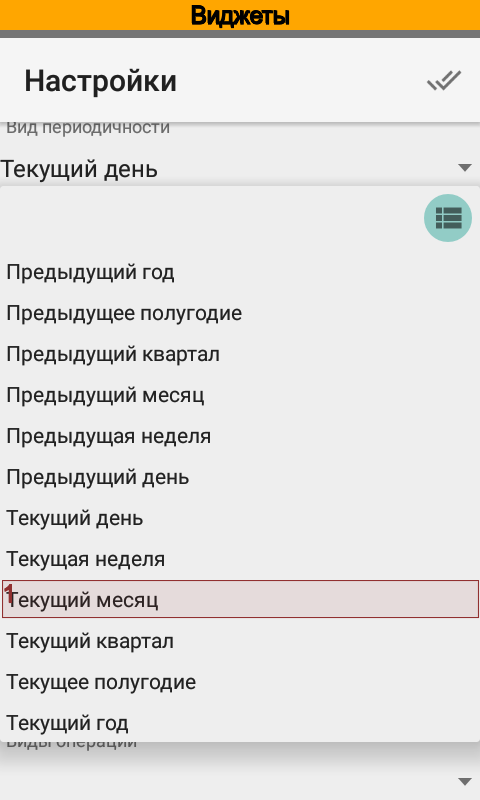 Виджеты
Настройки
Вид периодичности
Текущий день
Предыдущий год
Предыдущее полугодие
Предыдущий квартал
Предыдущий месяц
Предыдущая неделя
Предыдущий день
Текущий день
Текущая неделя
1
Текущий месяц
Текущий квартал
Текущее полугодие
Текущий год
Виды операций